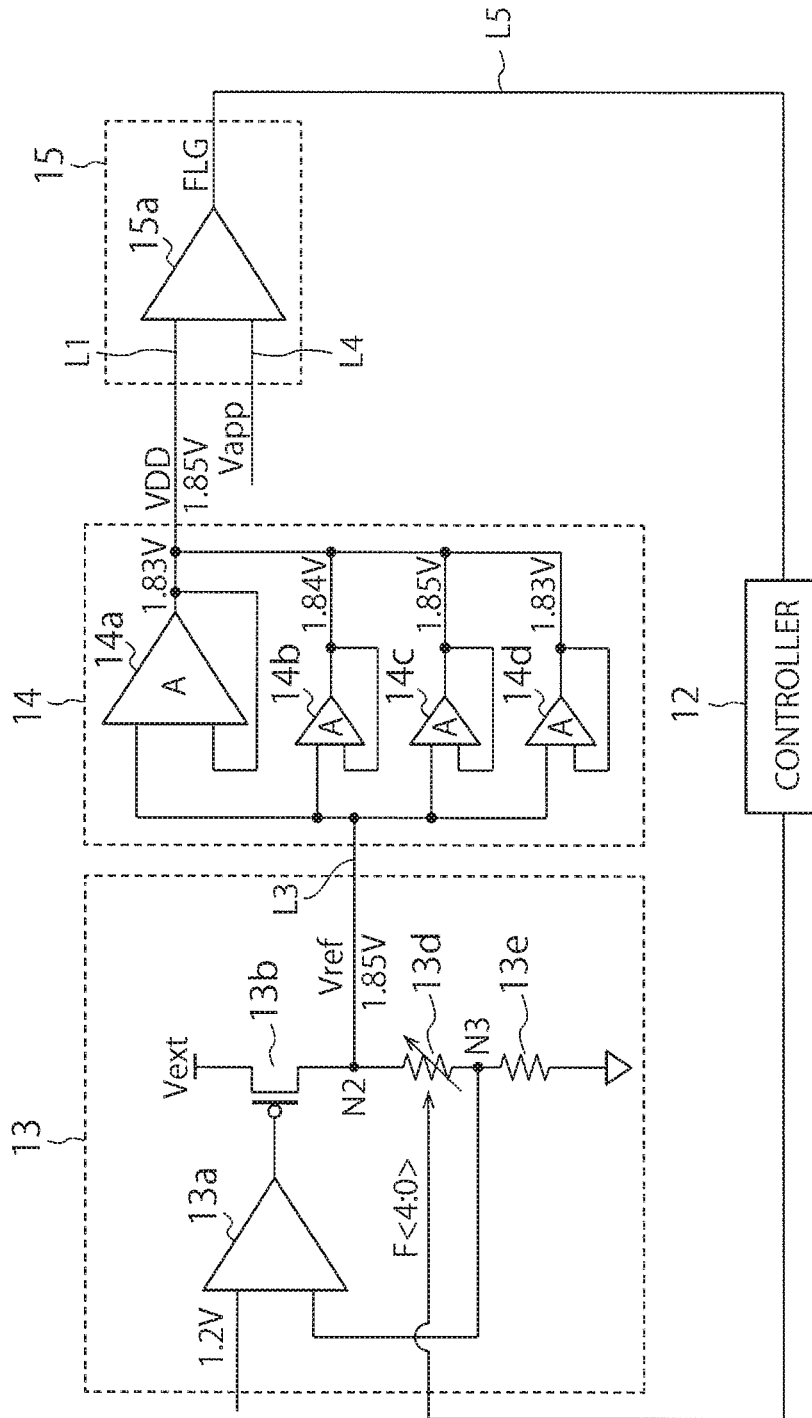 13
13a
1.2V
Vext
13b
N2
Vref
1.85V
13d
F<4:0>
N3
13e
L3
14
14a
A
1.83V
14b
A
1.84V
14c
A
1.85V
14d
A
1.83V
VDD
1.85V
Vapp
L1
L4
15
15a
FLG
L5
12
CONTROLLER